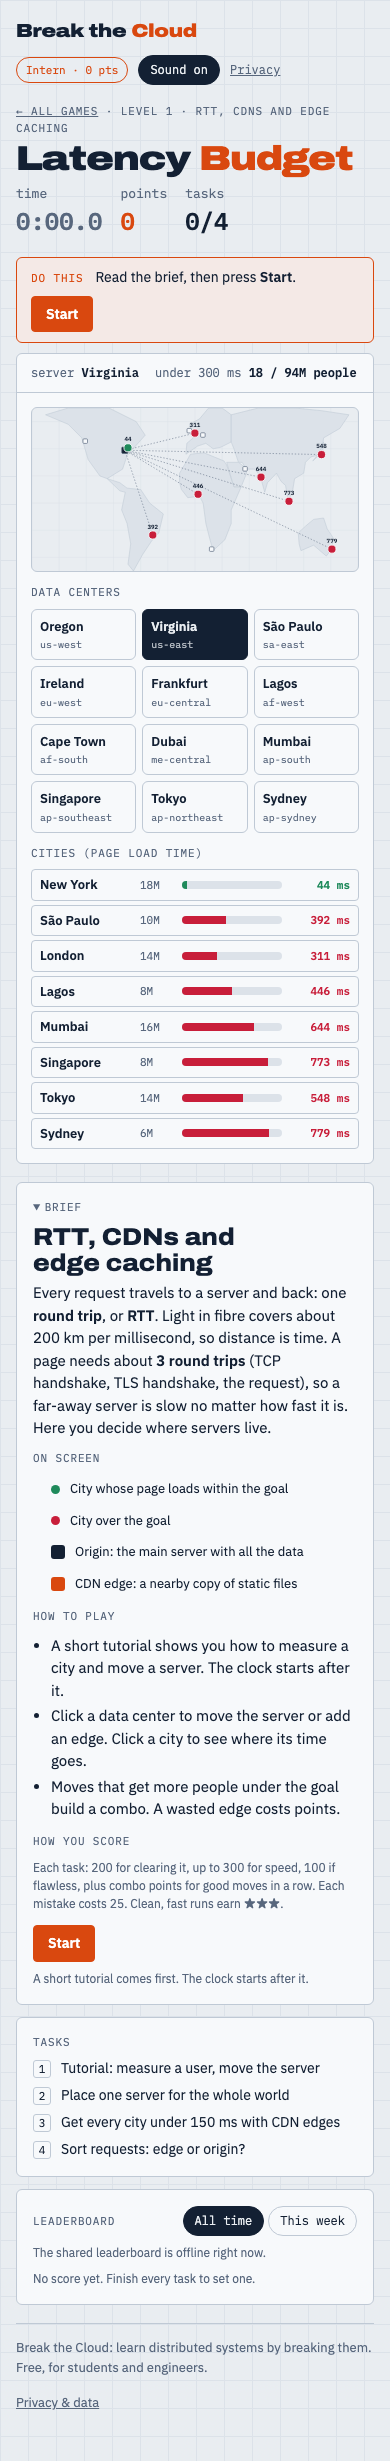 Break the Cloud
Intern · 0 pts
Sound on
Privacy
← ALL GAMES · LEVEL 1 · RTT, CDNS AND EDGE
CACHING
Latency Budget
time points tasks
0:00.0 0 0/4
DO THIS Read the brief, then press Start.
Start
server Virginia under 300 ms 18 / 94M people
311
44
548
644
446
773
392
779
DATA CENTERS
Oregon Virginia São Paulo
us-west us-east sa-east
Ireland Frankfurt Lagos
eu-west eu-central af-west
Cape Town Dubai Mumbai
af-south me-central ap-south
Singapore Tokyo Sydney
ap-southeast ap-northeast ap-sydney
CITIES (PAGE LOAD TIME)
New York 18M 44 ms
São Paulo 10M 392 ms
London 14M 311 ms
Lagos 8M 446 ms
Mumbai 16M 644 ms
Singapore 8M 773 ms
Tokyo 14M 548 ms
Sydney 6M 779 ms
▼ BRIEF
RTT, CDNs and
edge caching
Every request travels to a server and back: one
round trip, or RTT. Light in fibre covers about
200 km per millisecond, so distance is time. A
page needs about 3 round trips (TCP
handshake, TLS handshake, the request), so a
far-away server is slow no matter how fast it is.
Here you decide where servers live.
ON SCREEN
City whose page loads within the goal
City over the goal
Origin: the main server with all the data
CDN edge: a nearby copy of static files
HOW TO PLAY
• A short tutorial shows you how to measure a
city and move a server. The clock starts after
it.
• Click a data center to move the server or add
an edge. Click a city to see where its time
goes.
• Moves that get more people under the goal
build a combo. A wasted edge costs points.
HOW YOU SCORE
Each task: 200 for clearing it, up to 300 for speed, 100 if
flawless, plus combo points for good moves in a row. Each
mistake costs 25. Clean, fast runs earn ★★★.
Start
A short tutorial comes first. The clock starts after it.
TASKS
1 Tutorial: measure a user, move the server
2 Place one server for the whole world
3 Get every city under 150 ms with CDN edges
4 Sort requests: edge or origin?
LEADERBOARD All time This week
The shared leaderboard is offline right now.
No score yet. Finish every task to set one.
Break the Cloud: learn distributed systems by breaking them.
Free, for students and engineers.
Privacy & data